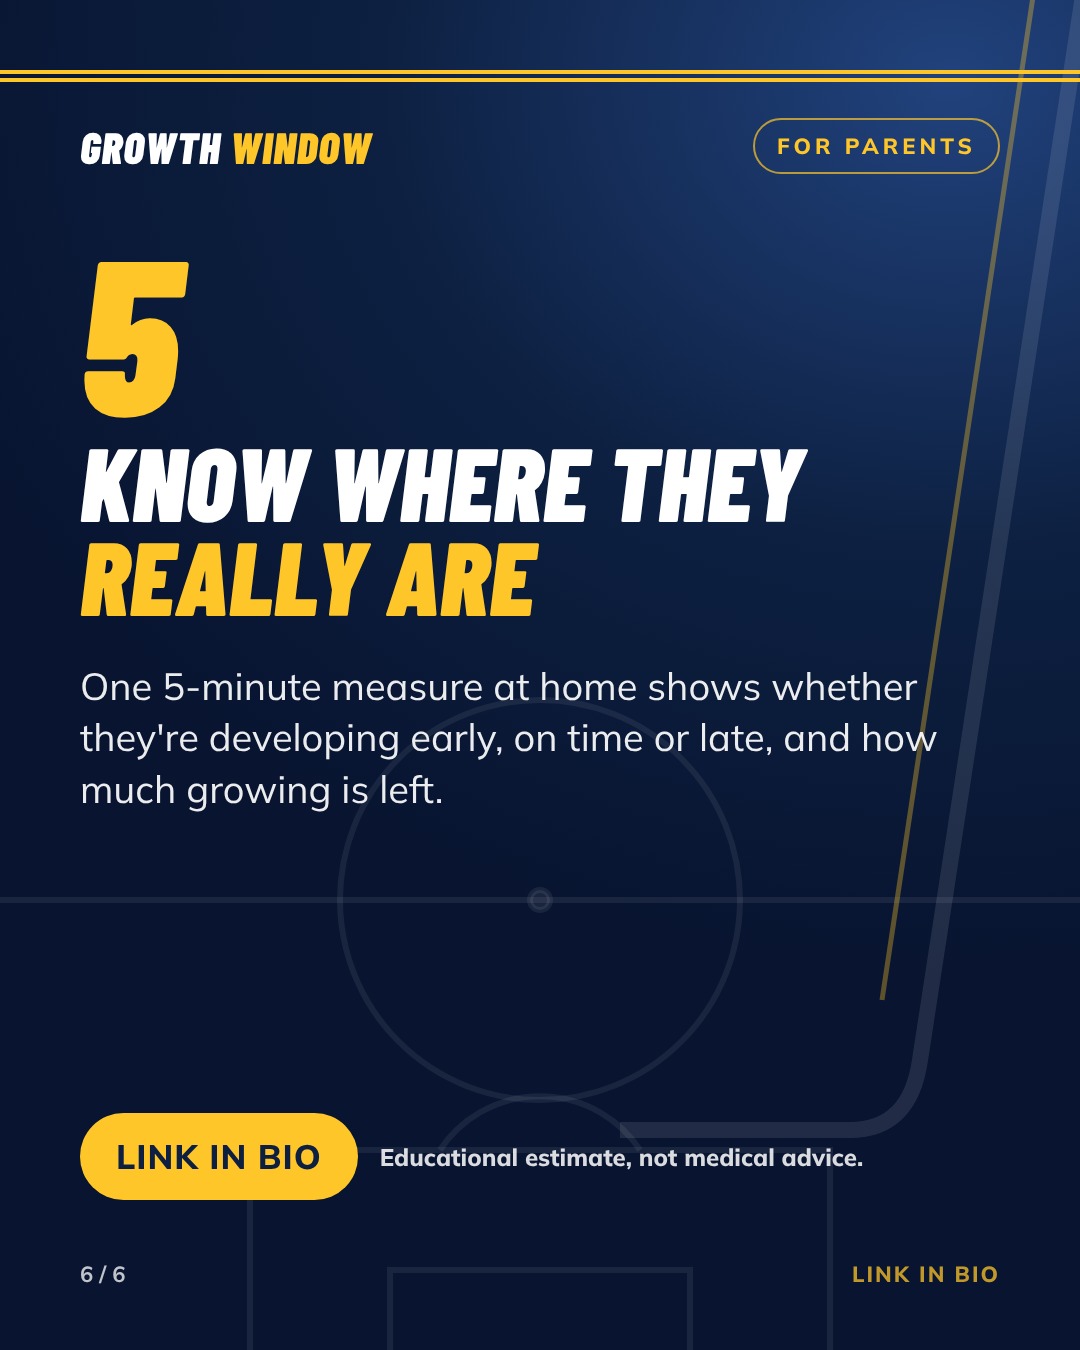 GROWTH WINDOW
FOR PARENTS
5
KNOW WHERE THEY
REALLY ARE
One 5-minute measure at home shows whether
they're developing early, on time or late, and how
much growing is left.
LINK IN BIO
Educational estimate, not medical advice.
6 / 6
LINK IN BIO